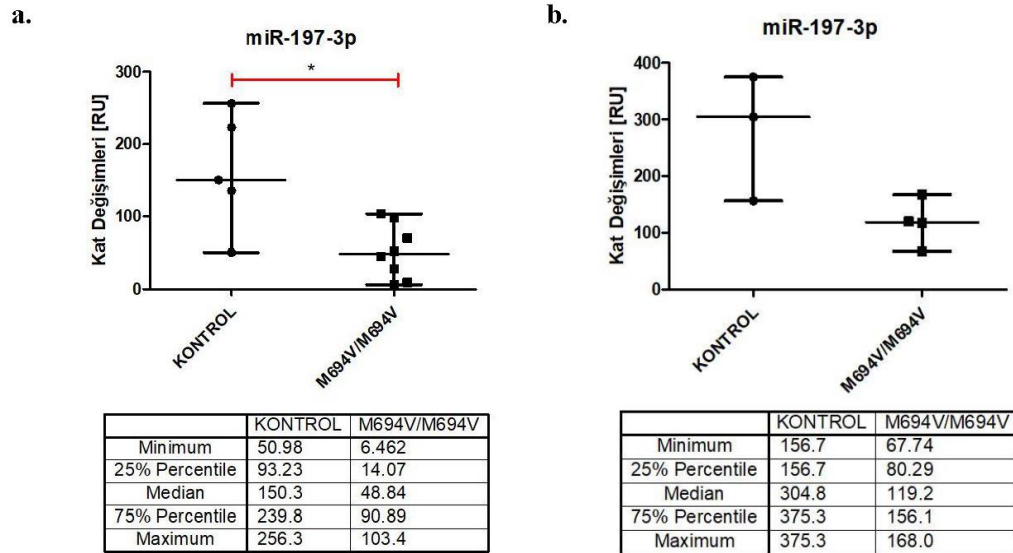 a.
miR-197-3p
*
Kat Değişimleri [RU]
300
200
100
0
KONTROL
M694V/M694V
KONTROL M694V/M694V
Minimum 50.98 6.462
25% Percentile 93.23 14.07
Median 150.3 48.84
75% Percentile 239.8 90.89
Maximum 256.3 103.4
b.
miR-197-3p
Kat Değişimleri [RU]
400
300
200
100
0
KONTROL
M694V/M694V
KONTROL M694V/M694V
Minimum 156.7 67.74
25% Percentile 156.7 80.29
Median 304.8 119.2
75% Percentile 375.3 156.1
Maximum 375.3 168.0